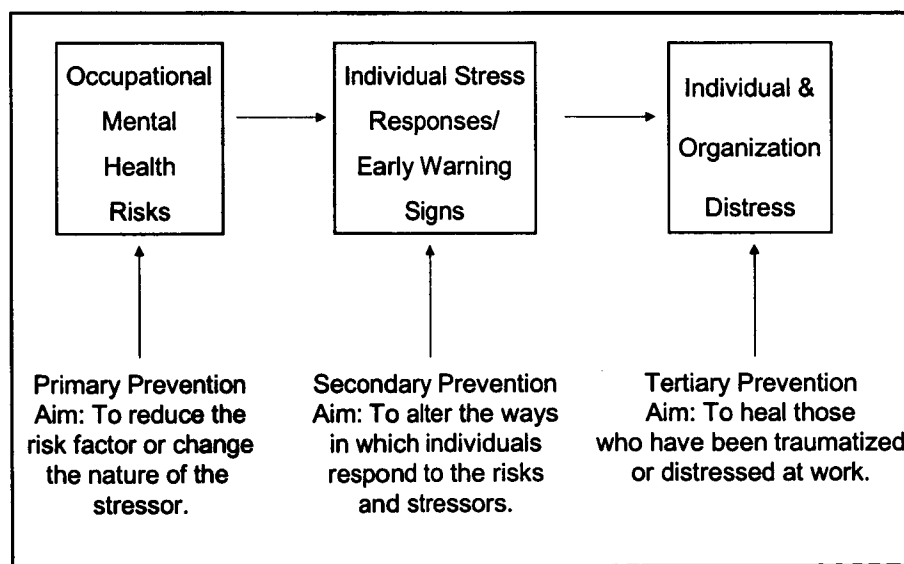 Occupational
Mental
Health
Risks
Individual Stress
Responses/
Early Warning
Signs
Individual &
Organization
Distress
Primary Prevention
Aim: To reduce the
risk factor or change
the nature of the
stressor.
Secondary Prevention
Aim: To alter the ways
in which individuals
respond to the risks
and stressors.
Tertiary Prevention
Aim: To heal those
who have been traumatized
or distressed at work.